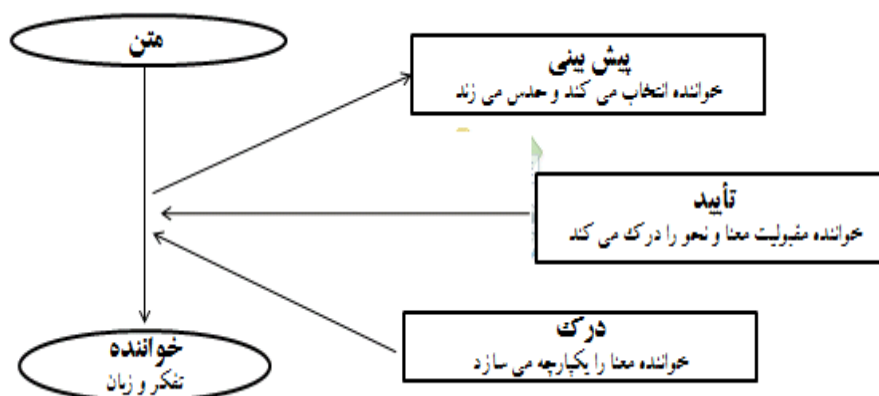 متن
پیش بینی
خواننده انتخاب می کند و حدس می زند
تأیید
خواننده مقبولیت معنا و نحو را درک می کند
درک
خواننده معنا را یکپارچه می سازد
خواننده
تفکر و زبان